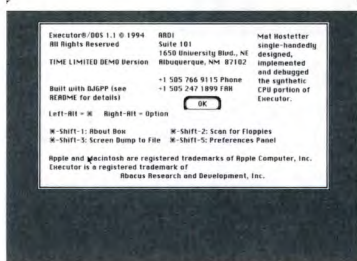 Executor®/DOS 1.1 © 1994
All Rights Reserved
TIME LIMITED DEMO Version
Built with DJGPP (see
README for details)
ARDI
Suite 101
1650 University Blvd., NE
Albuquerque, NM 87102
+1 505 766 9115 Phone
+1 505 247 1899 FAX
Mat Hostetter
single-handedly
designed,
implemented
and debugged
the synthetic
CPU portion of
Executor.
OK
Left-Alt = ⌘ Right-Alt = Option
⌘-Shift-1: About Box
⌘-Shift-2: Scan for Floppies
⌘-Shift-3: Screen Dump to File
⌘-Shift-5: Preferences Panel
Apple and Macintosh are registered trademarks of Apple Computer, Inc.
Executor is a registered trademark of
Abacus Research and Development, Inc.